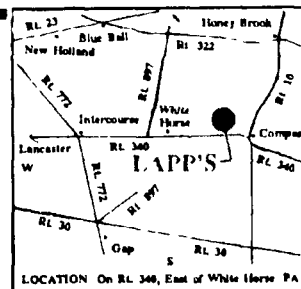 Rt. 23
Honey Brook
Blue Ball
New Holland
Rt. 322
Rt. 772
Rt. 897
Rt. 10
White
Horse
Intercourse
Compass
Lancaster
Rt. 340
LAPP'S
Rt. 340
W
Rt. 772
Rt. 897
Rt. 30
Rt. 30
Gap
S
LOCATION On Rt. 340, East of White Horse PA